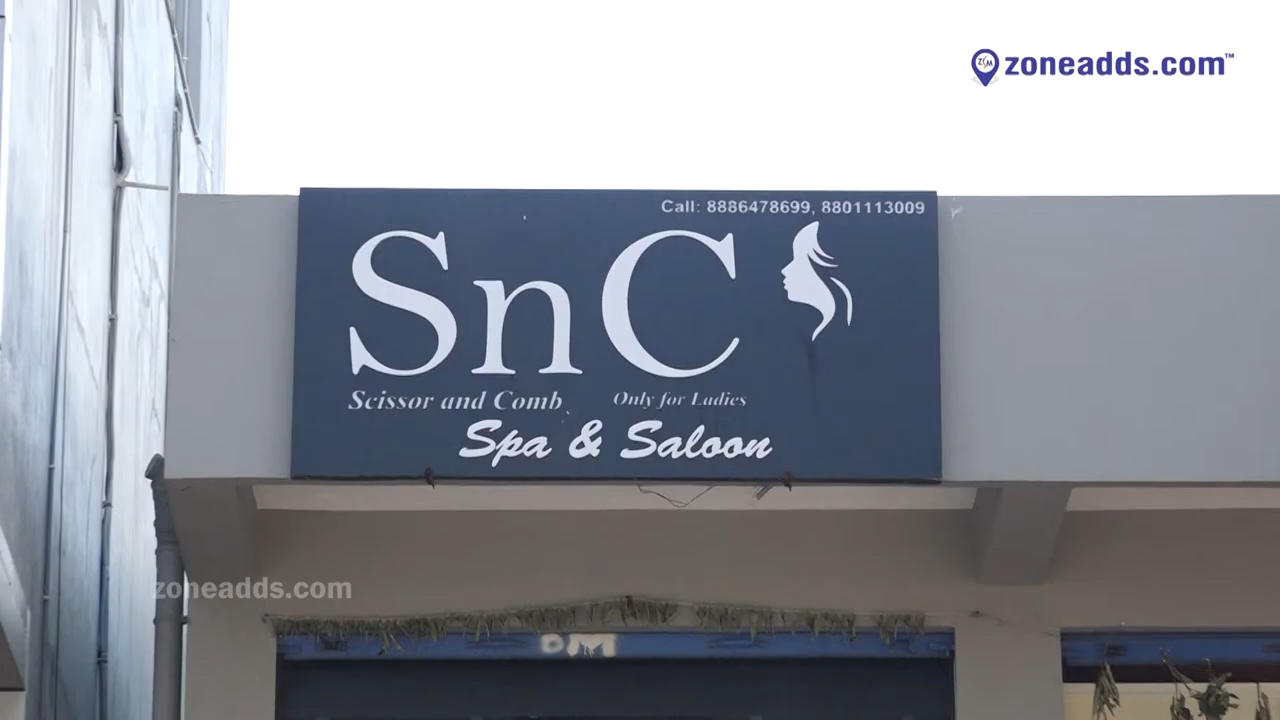 zoneadds.com™
Call: 8886478699, 8801113009
SnC
Scissor and Comb Only for Ladies
Spa & Saloon
zoneadds.com